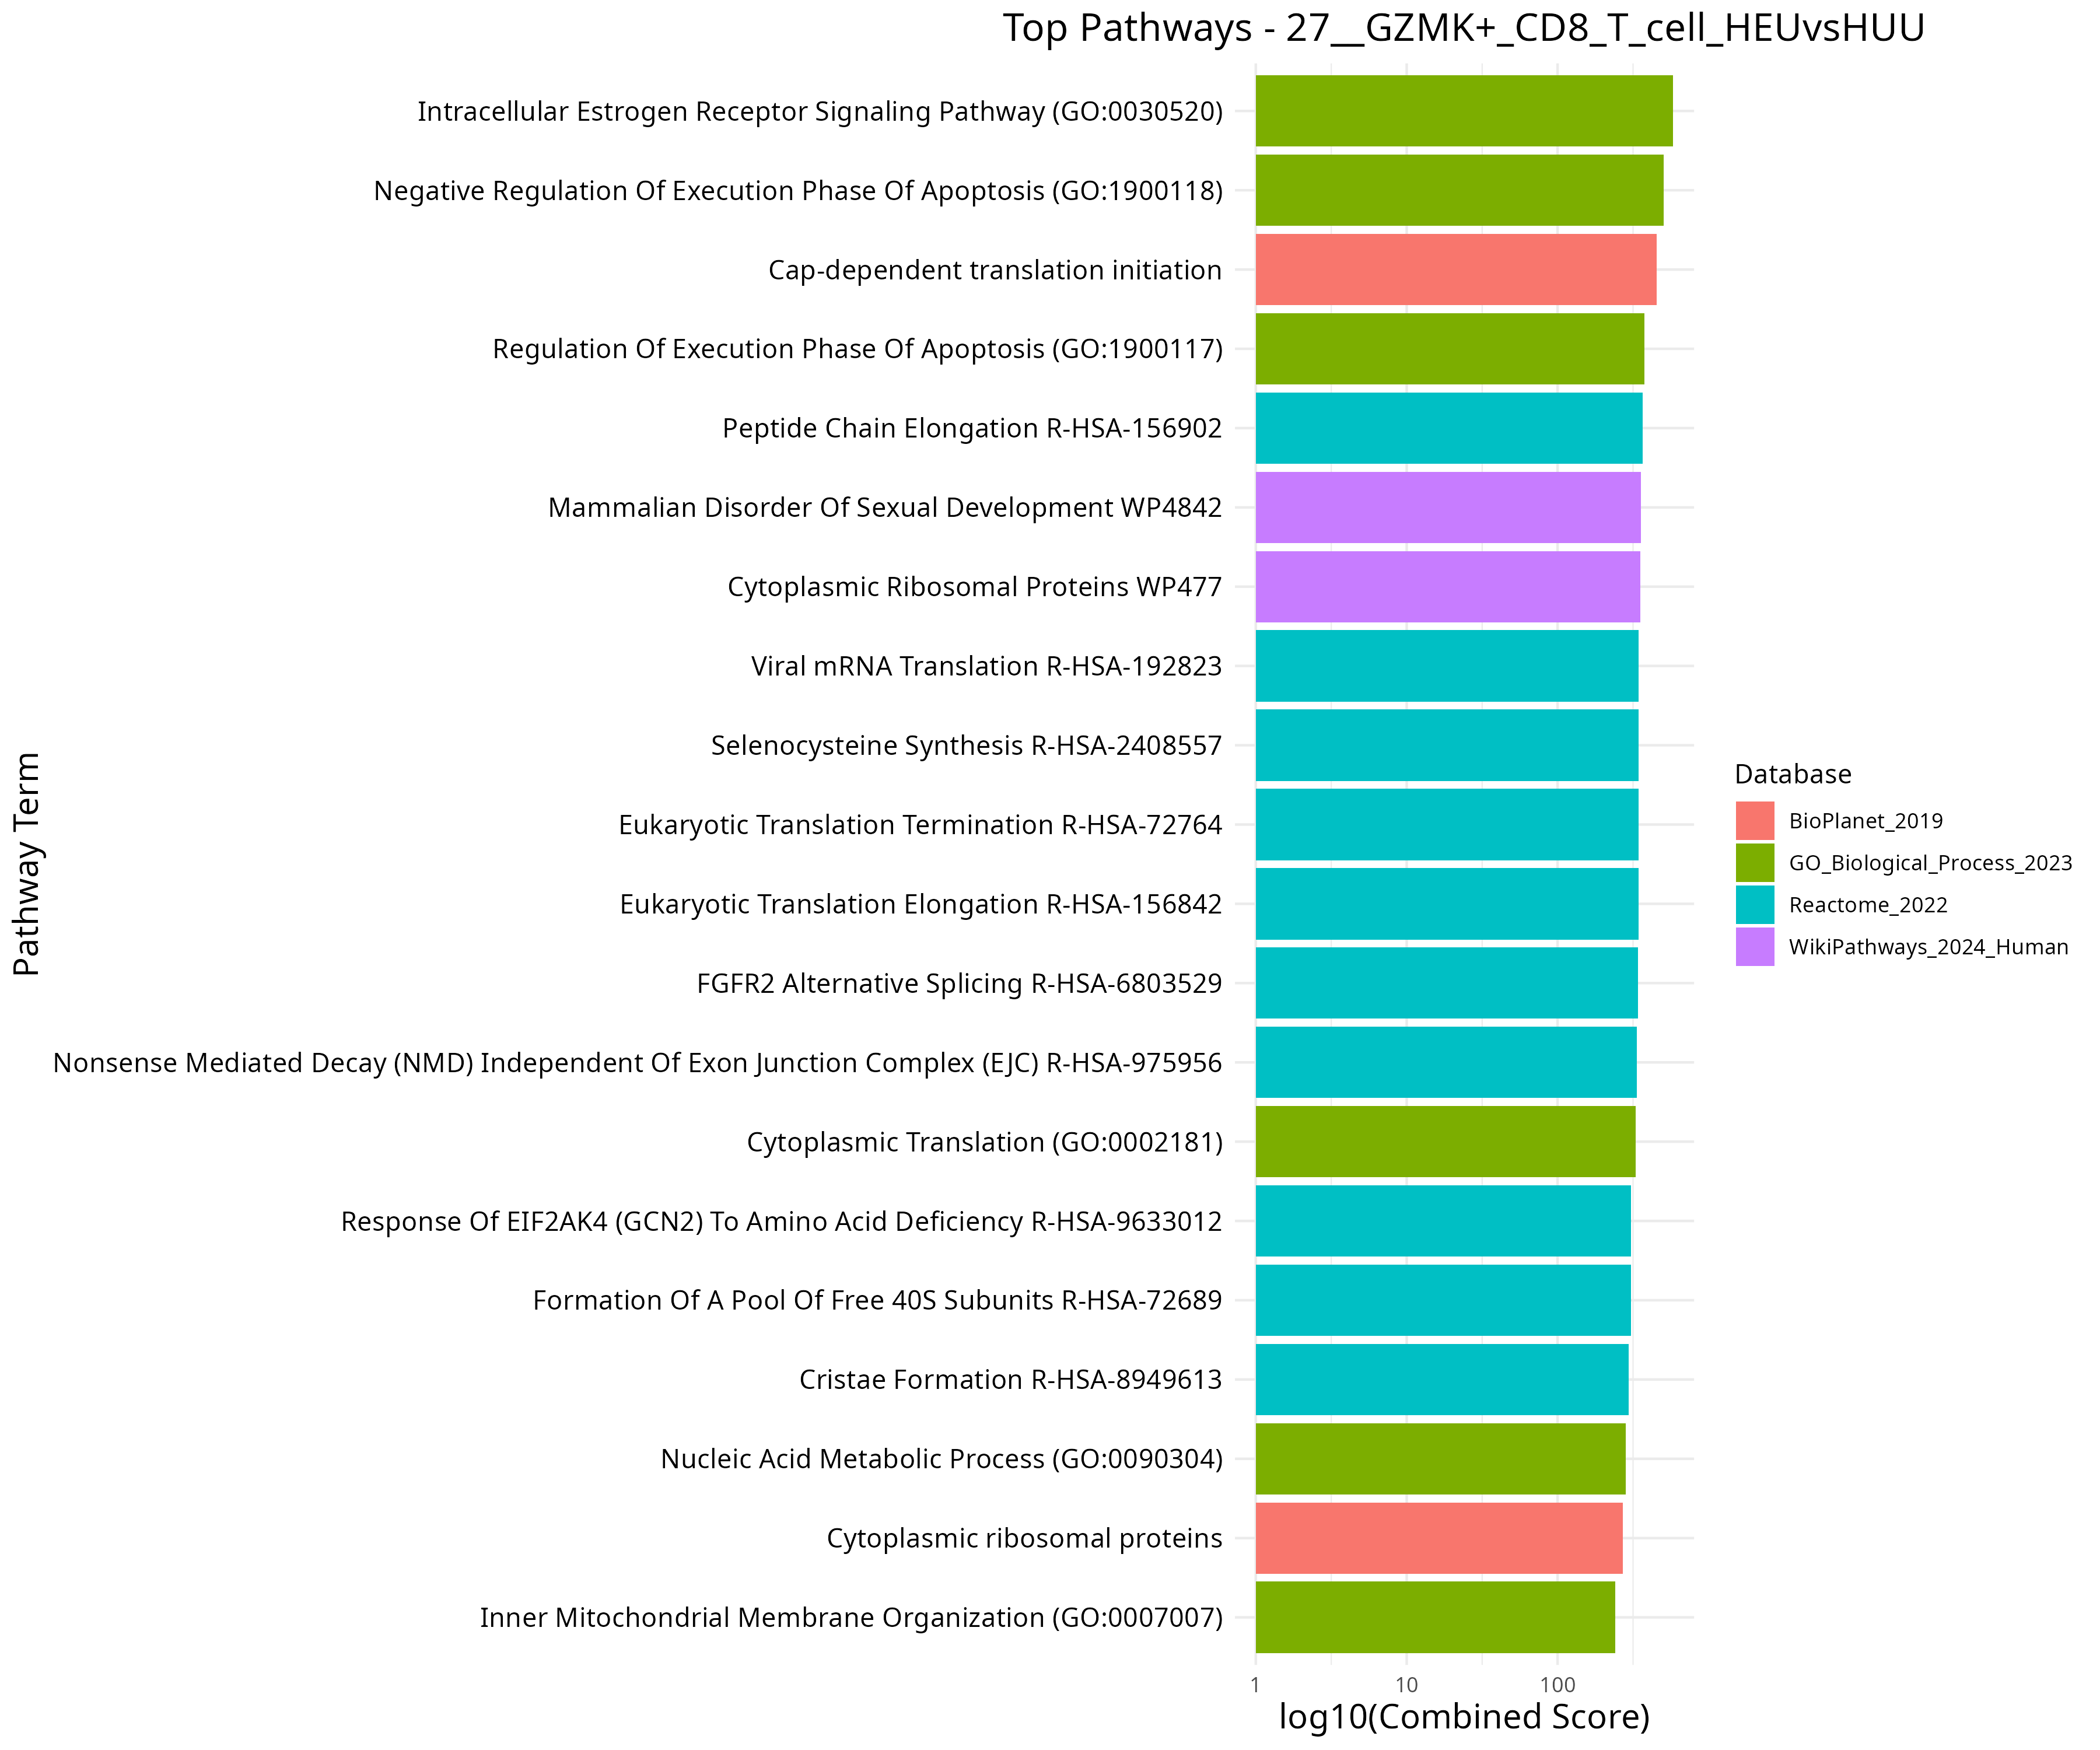 Top Pathways - 27__GZMK+_CD8_T_cell_HEUvsHUU
Pathway Term
Intracellular Estrogen Receptor Signaling Pathway (GO:0030520)
Negative Regulation Of Execution Phase Of Apoptosis (GO:1900118)
Cap-dependent translation initiation
Regulation Of Execution Phase Of Apoptosis (GO:1900117)
Peptide Chain Elongation R-HSA-156902
Mammalian Disorder Of Sexual Development WP4842
Cytoplasmic Ribosomal Proteins WP477
Viral mRNA Translation R-HSA-192823
Selenocysteine Synthesis R-HSA-2408557
Eukaryotic Translation Termination R-HSA-72764
Eukaryotic Translation Elongation R-HSA-156842
FGFR2 Alternative Splicing R-HSA-6803529
Nonsense Mediated Decay (NMD) Independent Of Exon Junction Complex (EJC) R-HSA-975956
Cytoplasmic Translation (GO:0002181)
Response Of EIF2AK4 (GCN2) To Amino Acid Deficiency R-HSA-9633012
Formation Of A Pool Of Free 40S Subunits R-HSA-72689
Cristae Formation R-HSA-8949613
Nucleic Acid Metabolic Process (GO:0090304)
Cytoplasmic ribosomal proteins
Inner Mitochondrial Membrane Organization (GO:0007007)
1 10 100
log10(Combined Score)
Database
BioPlanet_2019
GO_Biological_Process_2023
Reactome_2022
WikiPathways_2024_Human